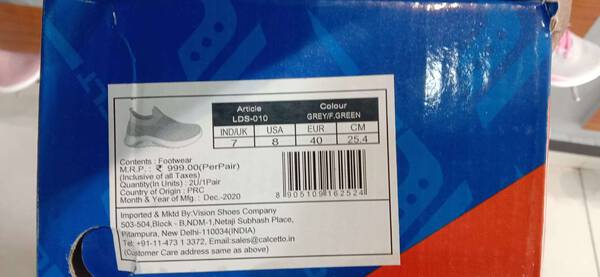 Article
LDS-010
Colour
GREY/F.GREEN
IND/UK USA EUR CM
7 8 40 25.4
Contents : Footwear
M.R.P. : ₹ 999.00(PerPair)
(Inclusive of all Taxes)
Quantity(in Units) : 2U/1Pair
Country of Origin : PRC
Month & Year of Mfg : Dec.-2020
8 905109 162524
Imported & Mktd By:Vision Shoes Company
503-504,Block - B,NDM-1,Netaji Subhash Place,
Pitampura, New Delhi-110034(INDIA)
Tel: +91-11-473 1 3372, Email:sales@calcetto.in
(Customer Care address same as above)